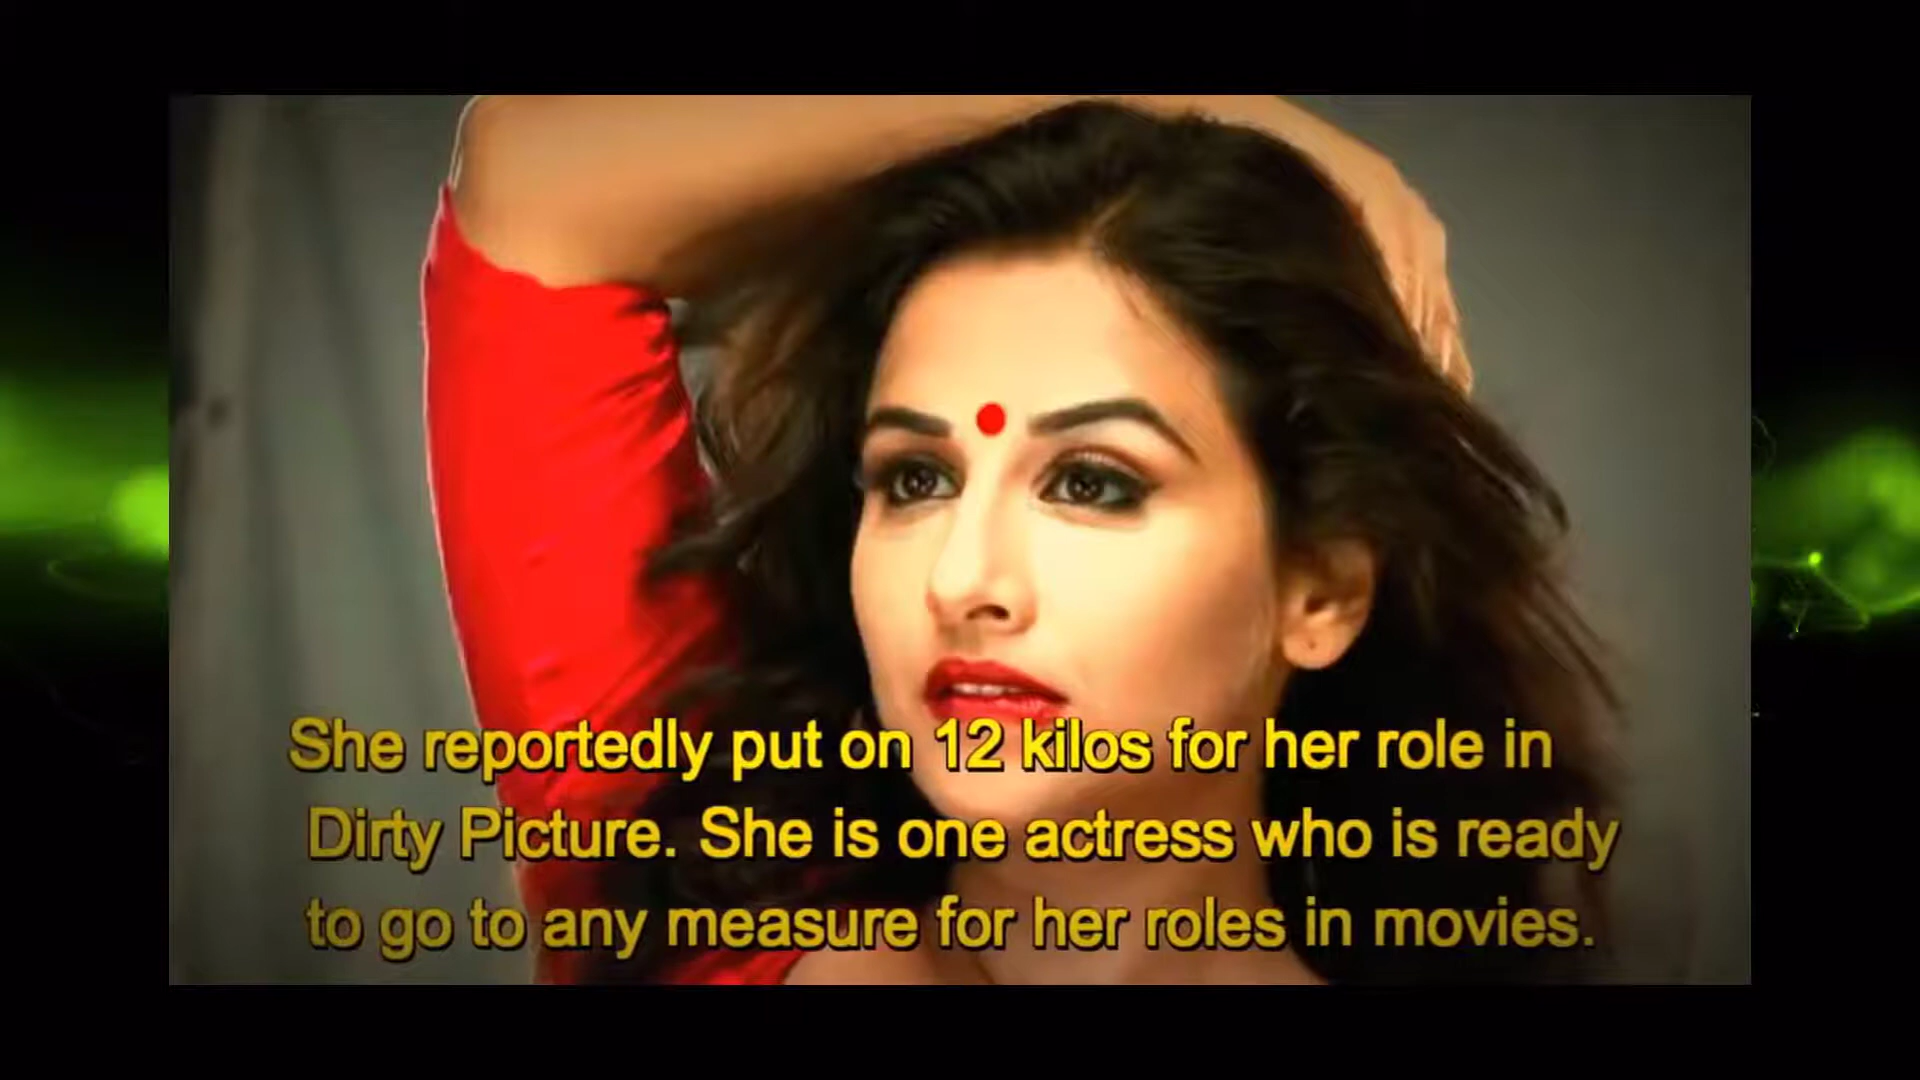 She reportedly put on 12 kilos for her role in
Dirty Picture. She is one actress who is ready
to go to any measure for her roles in movies.